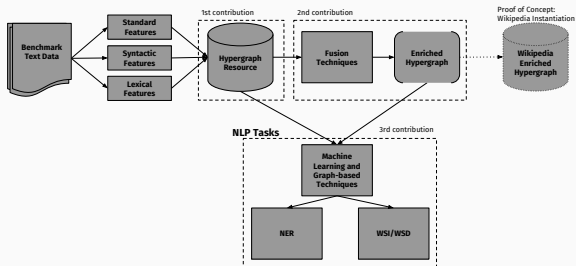 Proof of Concept:
Wikipedia Instantiation
1st contribution
2nd contribution
Benchmark
Text Data
Standard
Features
Syntactic
Features
Lexical
Features
Hypergraph
Resource
Fusion
Techniques
Enriched
Hypergraph
Wikipedia
Enriched
Hypergraph
NLP Tasks
3rd contribution
Machine
Learning and
Graph-based
Techniques
NER
WSI/WSD